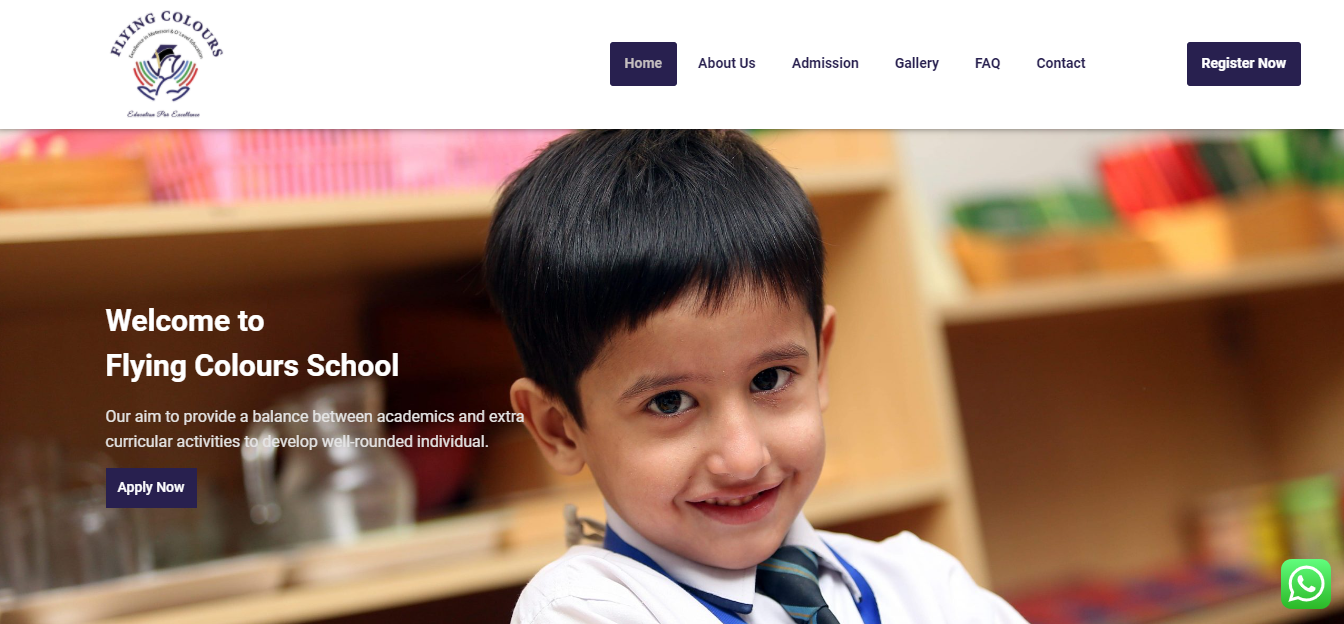 FLYING COLOURS
Excellence in Montessori & O'Level Education
Education Par Excellence
Home
About Us
Admission
Gallery
FAQ
Contact
Register Now
Welcome to
Flying Colours School
Our aim to provide a balance between academics and extra
curricular activities to develop well-rounded individual.
Apply Now